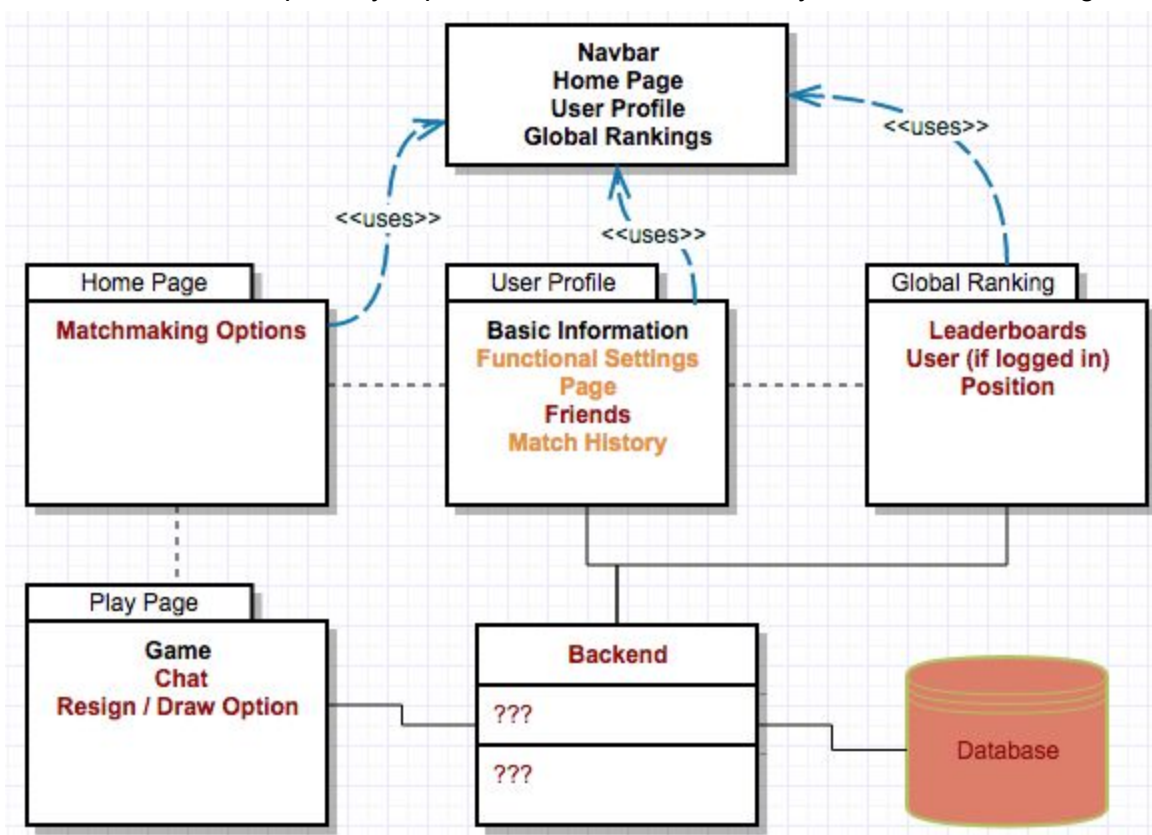 Navbar
Home Page
User Profile
Global Rankings
<<uses>>
<<uses>>
<<uses>>
Home Page
Matchmaking Options
User Profile
Basic Information
Functional Settings
Page
Friends
Match History
Global Ranking
Leaderboards
User (if logged in)
Position
Play Page
Game
Chat
Resign / Draw Option
Backend
???
???
Database